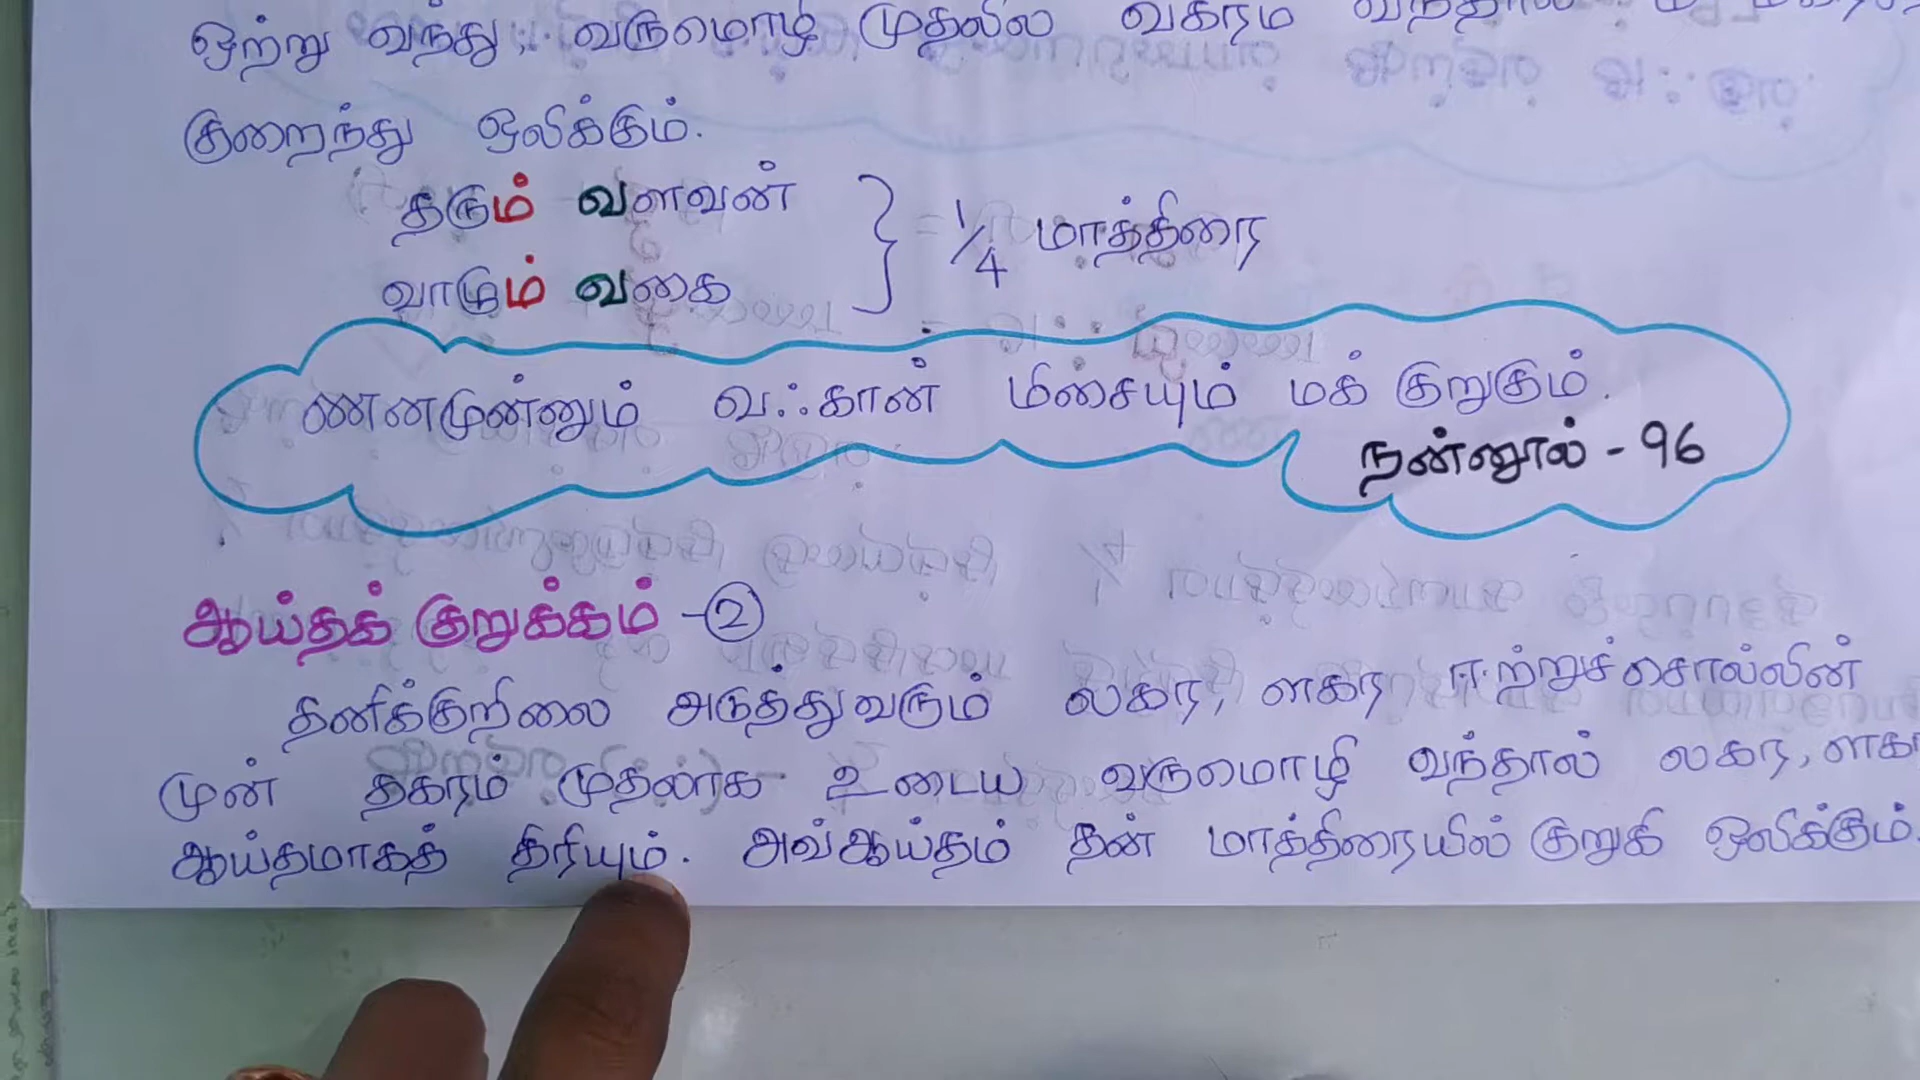 ஒற்று வந்து, வருமொழி முதலில் வகரம் வந்தால்
குறைந்து ஒலிக்கும்.
தரும் வளவன்
வாழும் வகை } 1/4 மாத்திரை
ணனமுன்னும் வஃகான் மிசையும் மக் குறுகும்.
நன்னூல் - 96
ஆய்தக் குறுக்கம் - 2
தனிக்குறிலை அடுத்துவரும் லகர, ளகர ஈற்றுச்சொல்லின்
முன் தகரம் முதலாக உடைய வருமொழி வந்தால் லகர, ளகர
ஆய்தமாகத் திரியும். அவ்ஆய்தம் தன் மாத்திரையில் குறுகி ஒலிக்கும்.